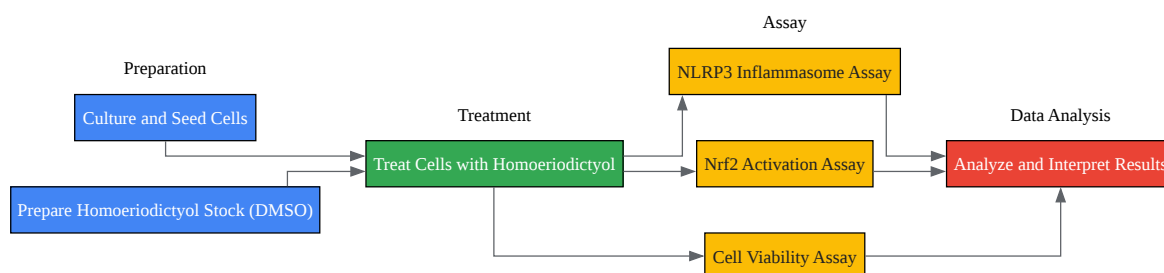 Preparation
Culture and Seed Cells
Prepare Homoeriodictyol Stock (DMSO)
Treatment
Treat Cells with Homoeriodictyol
Assay
NLRP3 Inflammasome Assay
Nrf2 Activation Assay
Cell Viability Assay
Data Analysis
Analyze and Interpret Results